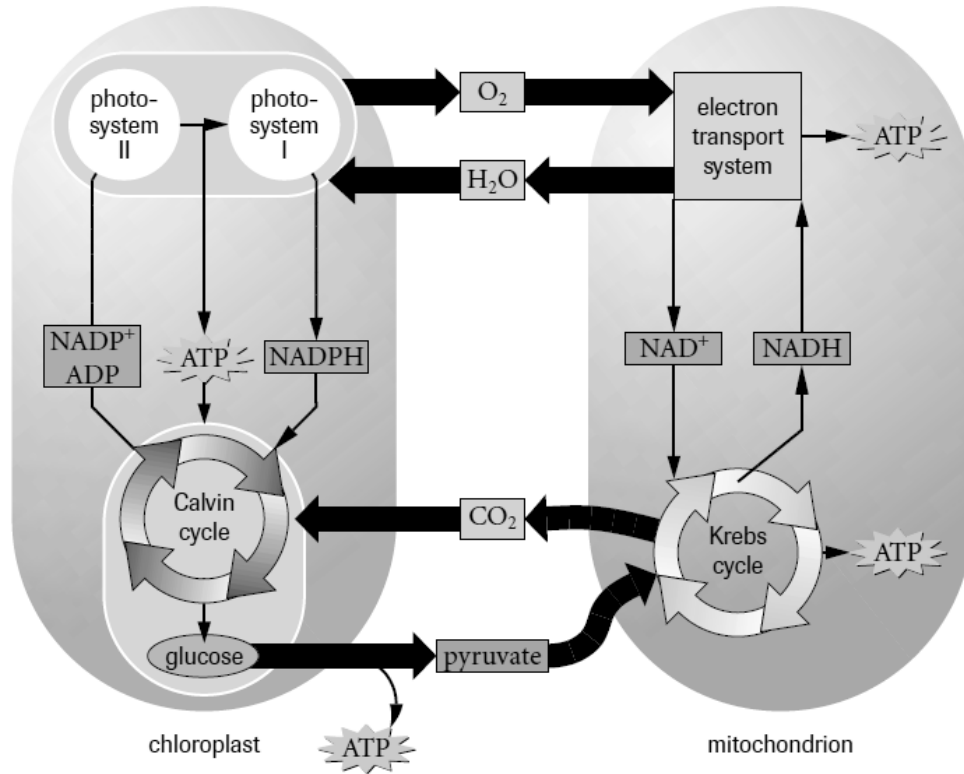 photo-
system
II
photo-
system
I
O₂
H₂O
electron
transport
system
ATP
NADP⁺
ADP
ATP
NADPH
NAD⁺
NADH
Calvin
cycle
CO₂
Krebs
cycle
ATP
glucose
pyruvate
ATP
chloroplast
mitochondrion